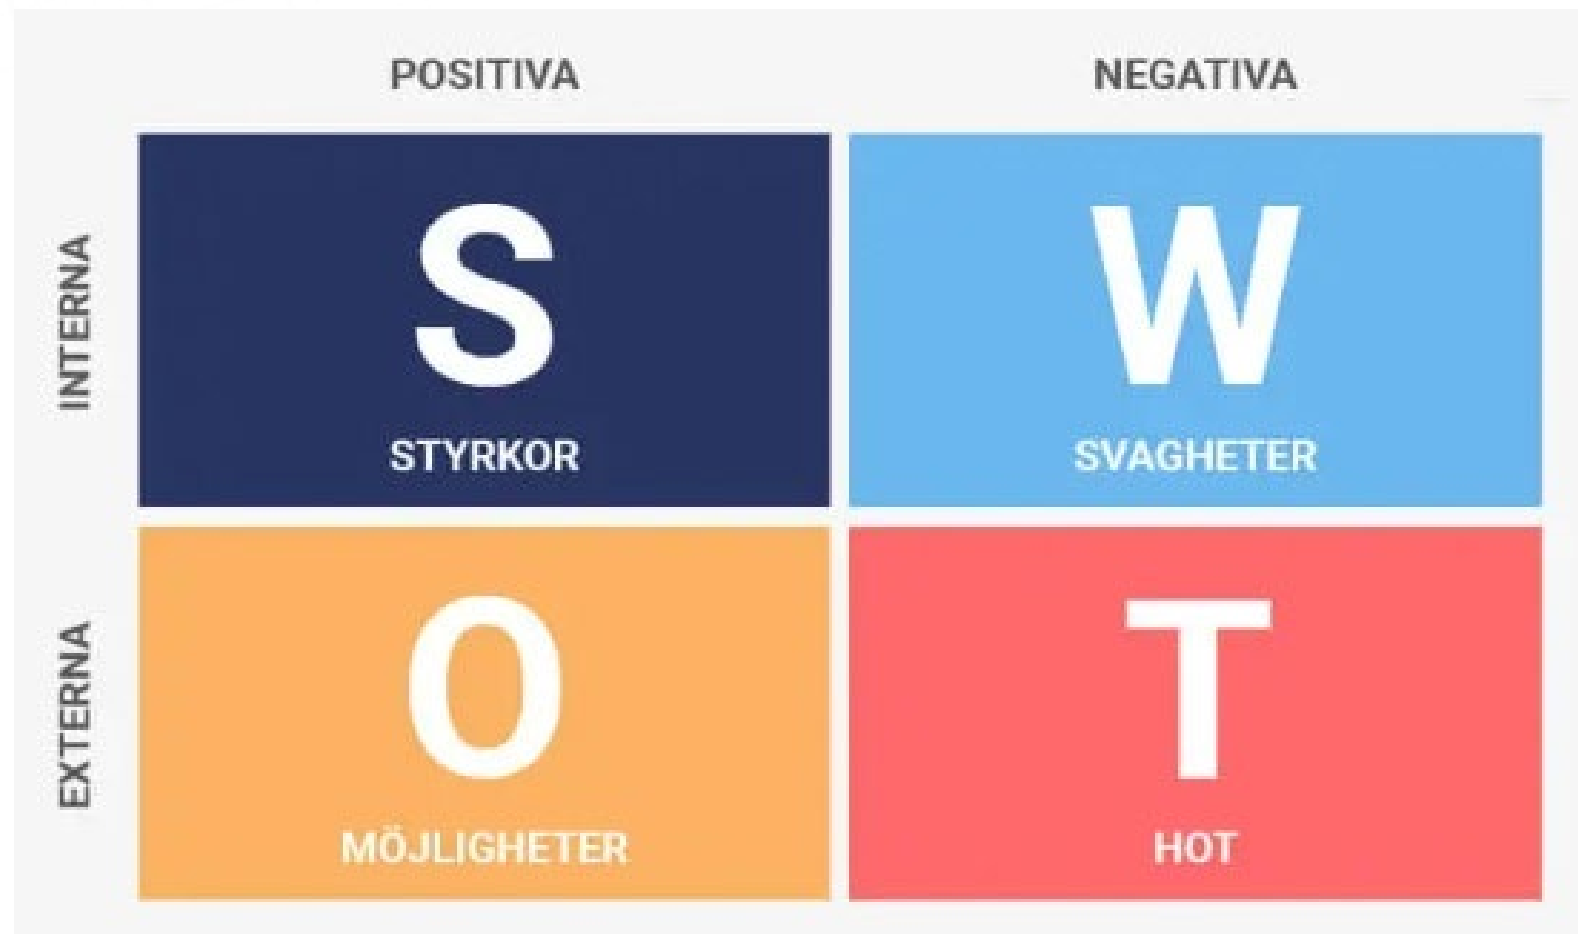 POSITIVA
NEGATIVA
INTERNA
S
STYRKOR
W
SVAGHETER
EXTERNA
O
MÖJLIGHETER
T
HOT